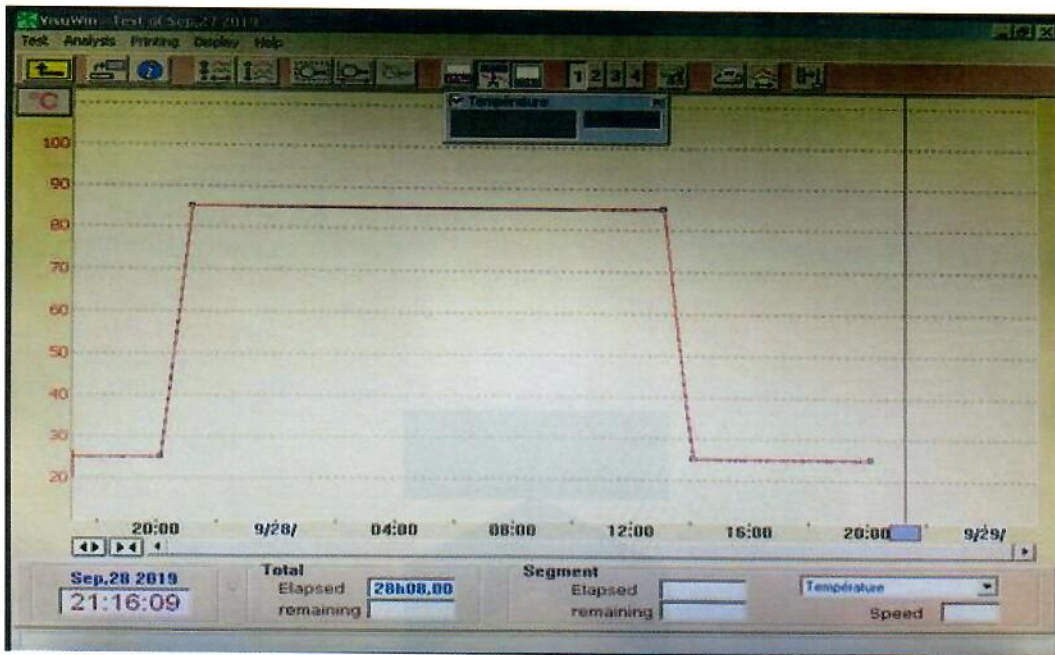 VisuWin - Test of Sep,27 2019
Test Analysis Printing Display Help
1 2 3 4
°C
Température
100
90
80
70
60
50
40
30
20
20:00 9/28/ 04:00 08:00 12:00 16:00 20:00 9/29/
Sep,28 2019
21:16:09
Total
Elapsed 28h08,00
remaining
Segment
Elapsed
remaining
Température
Speed